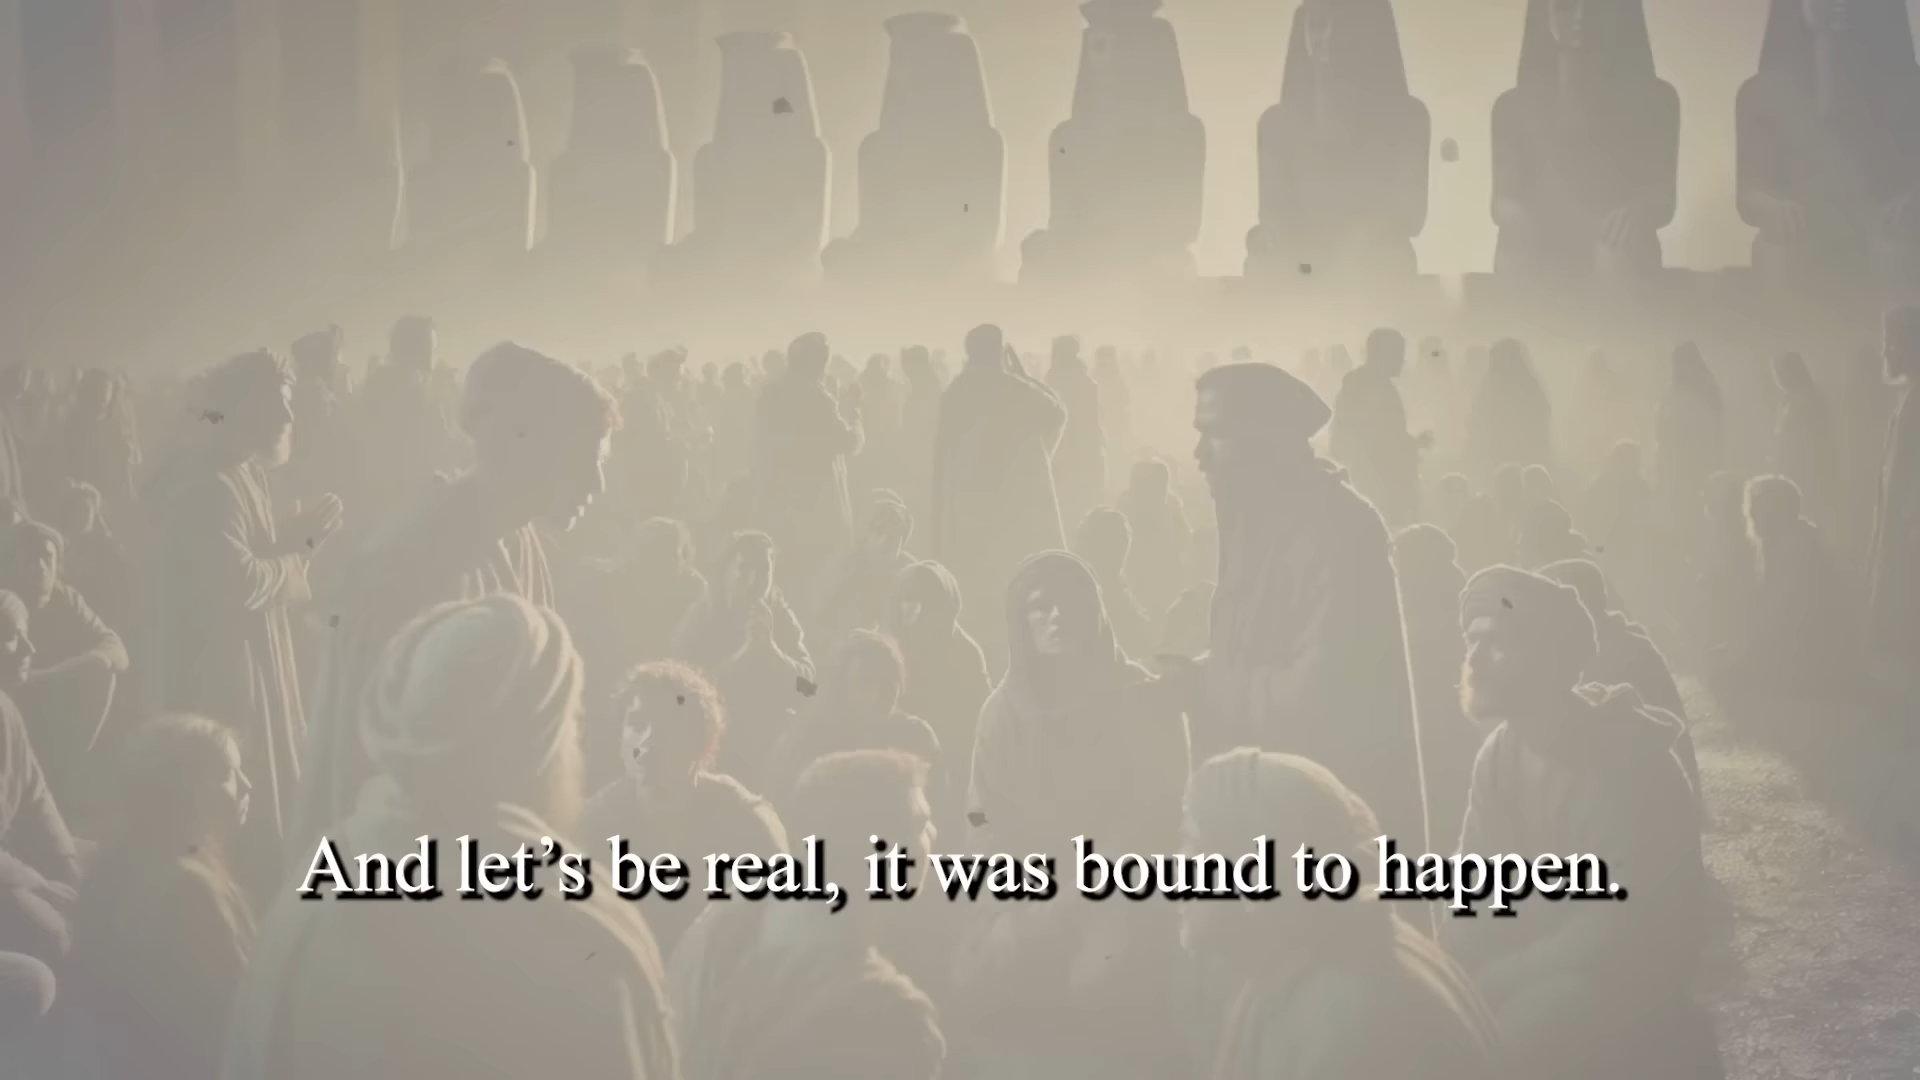 And let’s be real, it was bound to happen.